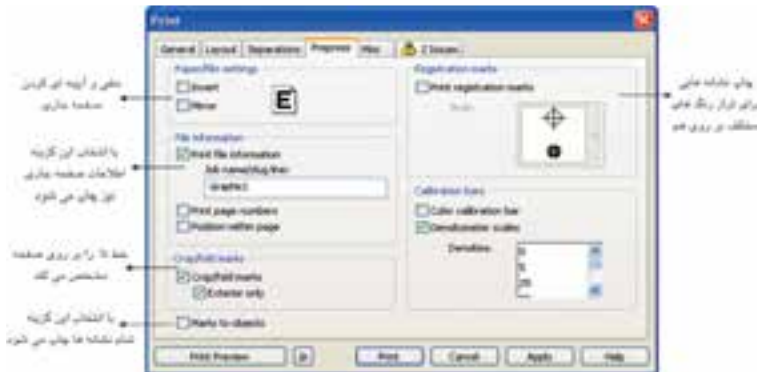 Print
General Layout Separations Prepress Misc 2 Issues
Paper/film settings
Invert
Mirror
E
منفی و آیینه ای کردن
صفحه جاری
File information
Print file information
Job name/slug line:
Graphic1
Print page numbers
Position within page
با انتخاب این گزینه
اطلاعات صفحه جاری
نیز چاپ می شود
Crop/fold marks
Crop/fold marks
Exterior only
خط تا را بر روی صفحه
مشخص می کند
Marks to objects
با انتخاب این گزینه
تمام نشانه ها چاپ می شود
Registration marks
Print registration marks
Style:
چاپ نشانه هایی
برای تراز رنگ های
مختلف بر روی هم
Calibration bars
Color calibration bar
Densitometer scales
Densities:
Print Preview Print Cancel Apply Help